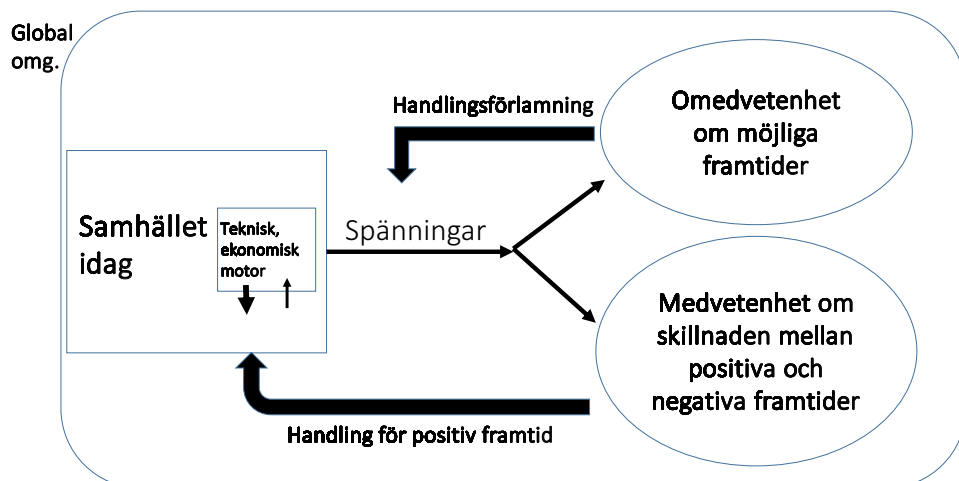 Global
omg.
Handlingsförlamning
Omedvetenhet
om möjliga
framtider
Samhället
idag
Teknisk,
ekonomisk
motor
Spänningar
Medvetenhet om
skillnaden mellan
positiva och
negativa framtider
Handling för positiv framtid